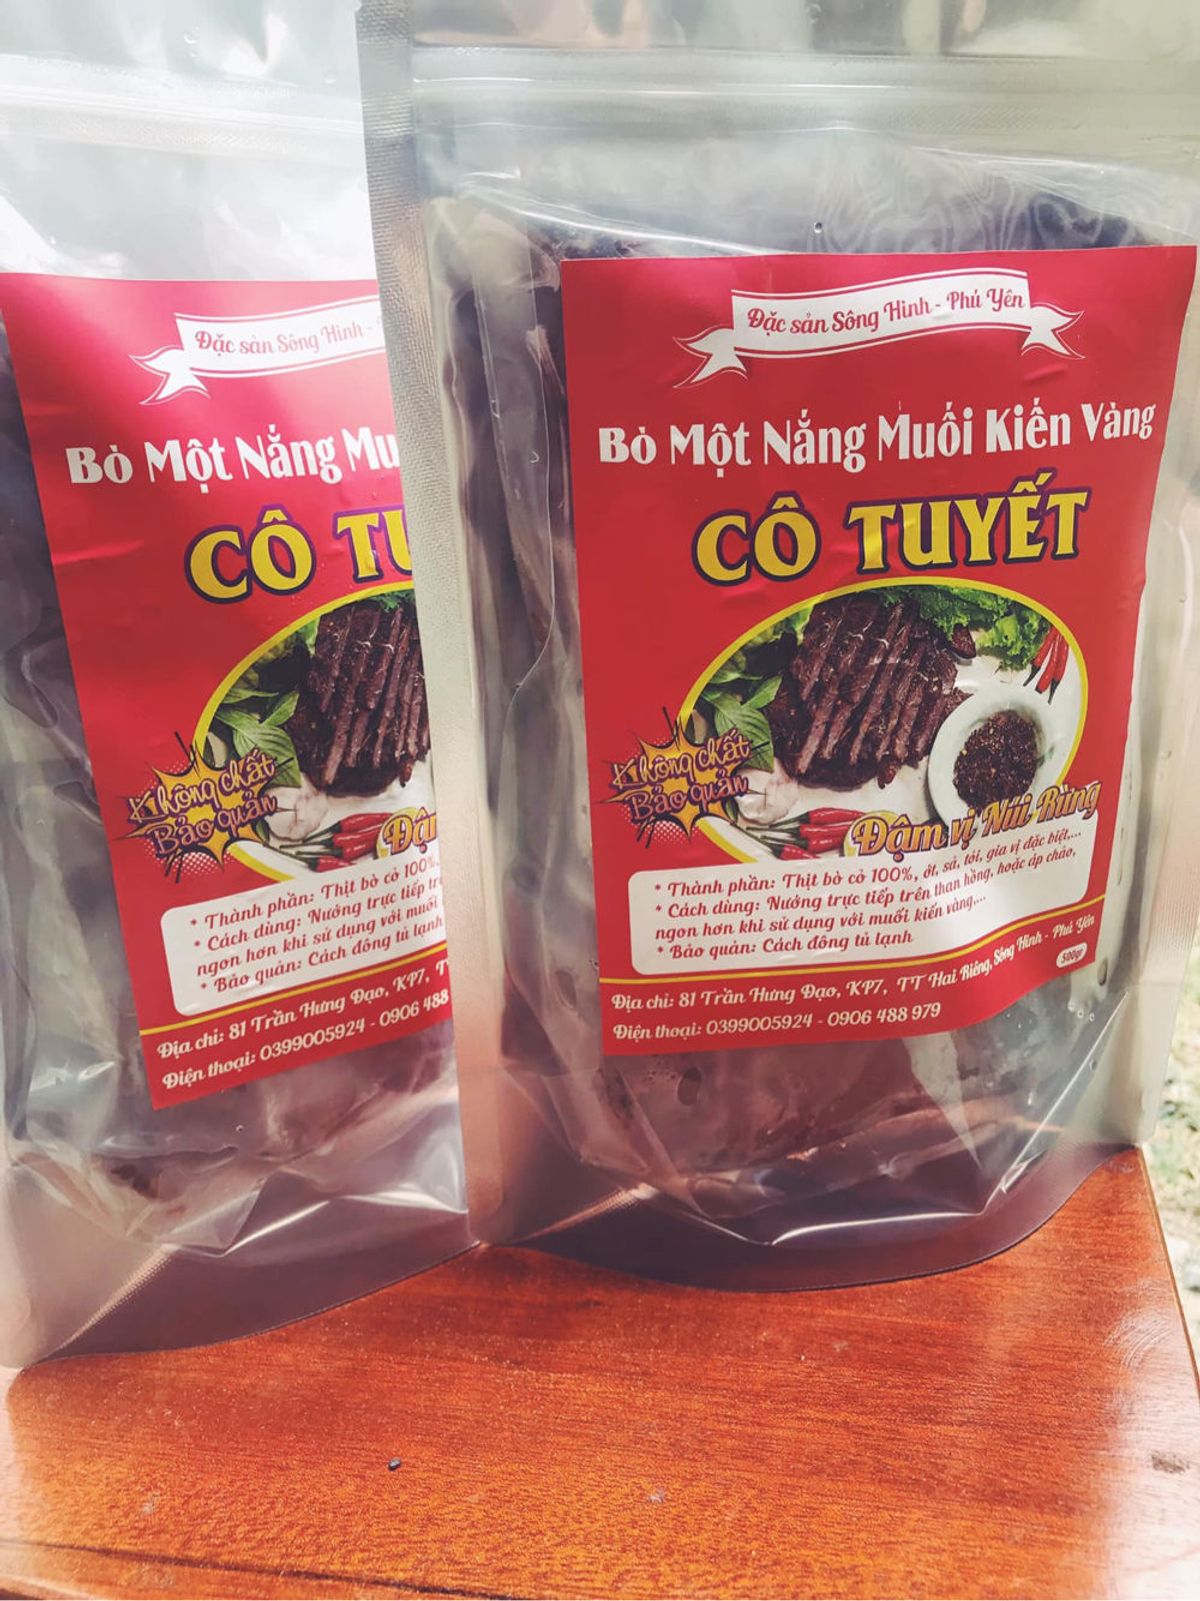 Đặc sản Sông Hinh - Phú Yên
Bò Một Nắng Muối Kiến Vàng
CÔ TUYẾT
Không chất
Bảo quản
Đậm vị Núi Rừng
* Thành phần: Thịt bò cỏ 100%, ớt, sả, tỏi, gia vị đặc biệt,...
* Cách dùng: Nướng trực tiếp trên than hồng, hoặc áp chảo,
ngon hơn khi sử dụng với muối kiến vàng,...
* Bảo quản: Cách đông tủ lạnh
500gr
Địa chỉ: 81 Trần Hưng Đạo, KP7, TT Hai Riêng, Sông Hinh - Phú Yên
Điện thoại: 0399005924 - 0906 488 979
Đặc sản Sông Hinh -
Bò Một Nắng Mu
CÔ TU
Không chất
Bảo quản
Đậ
* Thành phần: Thịt bò cỏ 100%
* Cách dùng: Nướng trực tiếp tr
ngon hơn khi sử dụng với muối
* Bảo quản: Cách đông tủ lạnh
Địa chỉ: 81 Trần Hưng Đạo, KP7, T
Điện thoại: 0399005924 - 0906 488